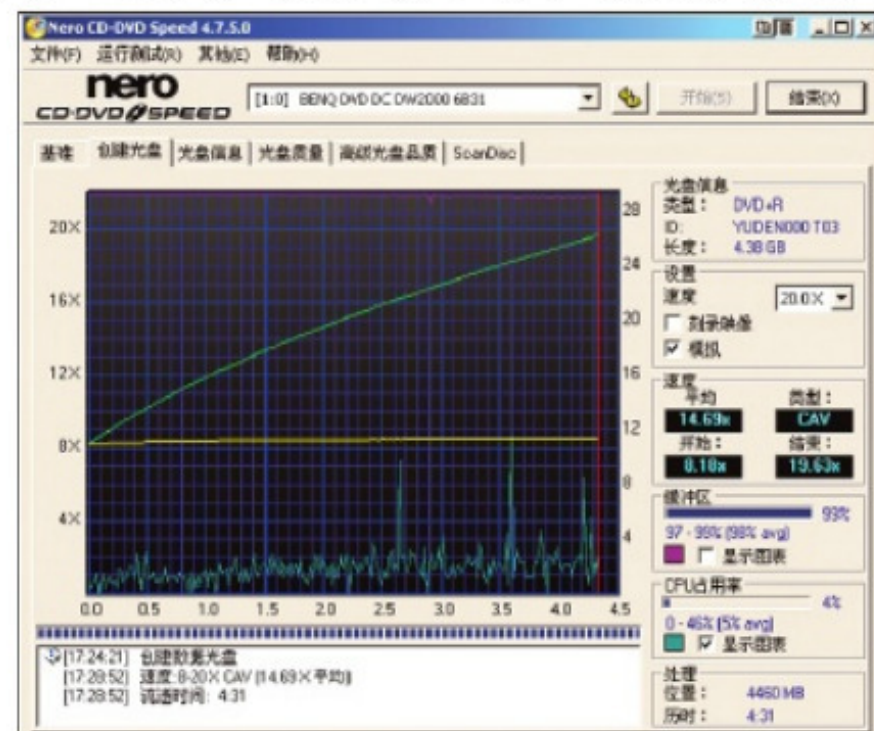 Nero CD-DVD Speed 4.7.5.0
文件(F) 运行测试(R) 其他(E) 帮助(H)
nero
CD·DVD SPEED
[1:0] BENQ DVD DC DW2000 6831
开始(S)
结束(X)
基准 创建光盘 光盘信息 光盘质量 高级光盘品质 ScanDisc
20X
16X
12X
8X
4X
28
24
20
16
12
8
4
0.0 0.5 1.0 1.5 2.0 2.5 3.0 3.5 4.0 4.5
光盘信息
类型： DVD+R
ID: YUDEN000 T03
长度： 4.38 GB
设置
速度 20.0X
刻录映像
模拟
速度
平均 类型：
14.69x CAV
开始： 结束：
8.18x 19.63x
缓冲区
99%
97 - 99% (98% avg)
显示图表
CPU占用率
4%
0 - 46% (5% avg)
显示图表
处理
位置： 4460 MB
历时： 4:31
[17:24:21] 创建数据光盘
[17:28:52] 速度:8-20X CAV (14.69X 平均)
[17:28:52] 流逝时间: 4:31